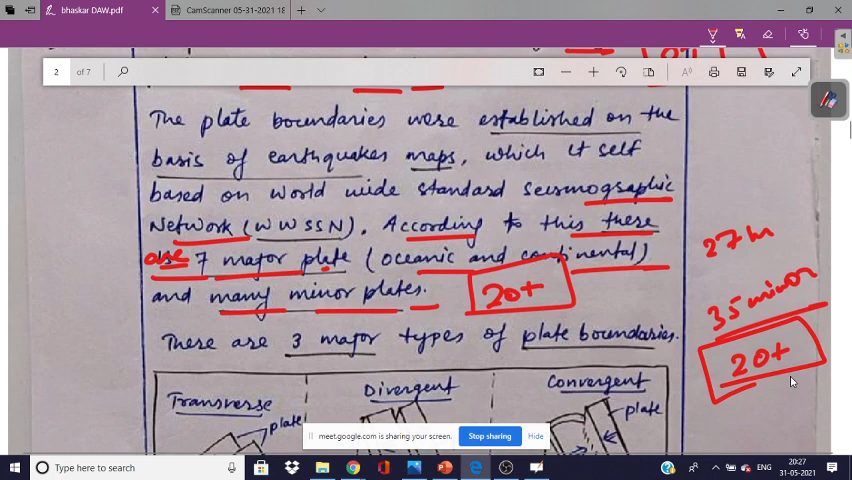 bhaskar DAW.pdf
CamScanner 05-31-2021 18
2 of 7
The plate boundaries were established on the
basis of earthquakes maps, which it self
based on world wide standard seismographic
Network (WWSSN). According to this there
are 7 major plate (oceanic and continental)
and many minor plates. 20+
27 m
35 minor
20+
There are 3 major types of plate boundaries.
Transverse Divergent Convergent
plate plate
meet.google.com is sharing your screen. Stop sharing Hide
Type here to search
ENG
20:27
31-05-2021